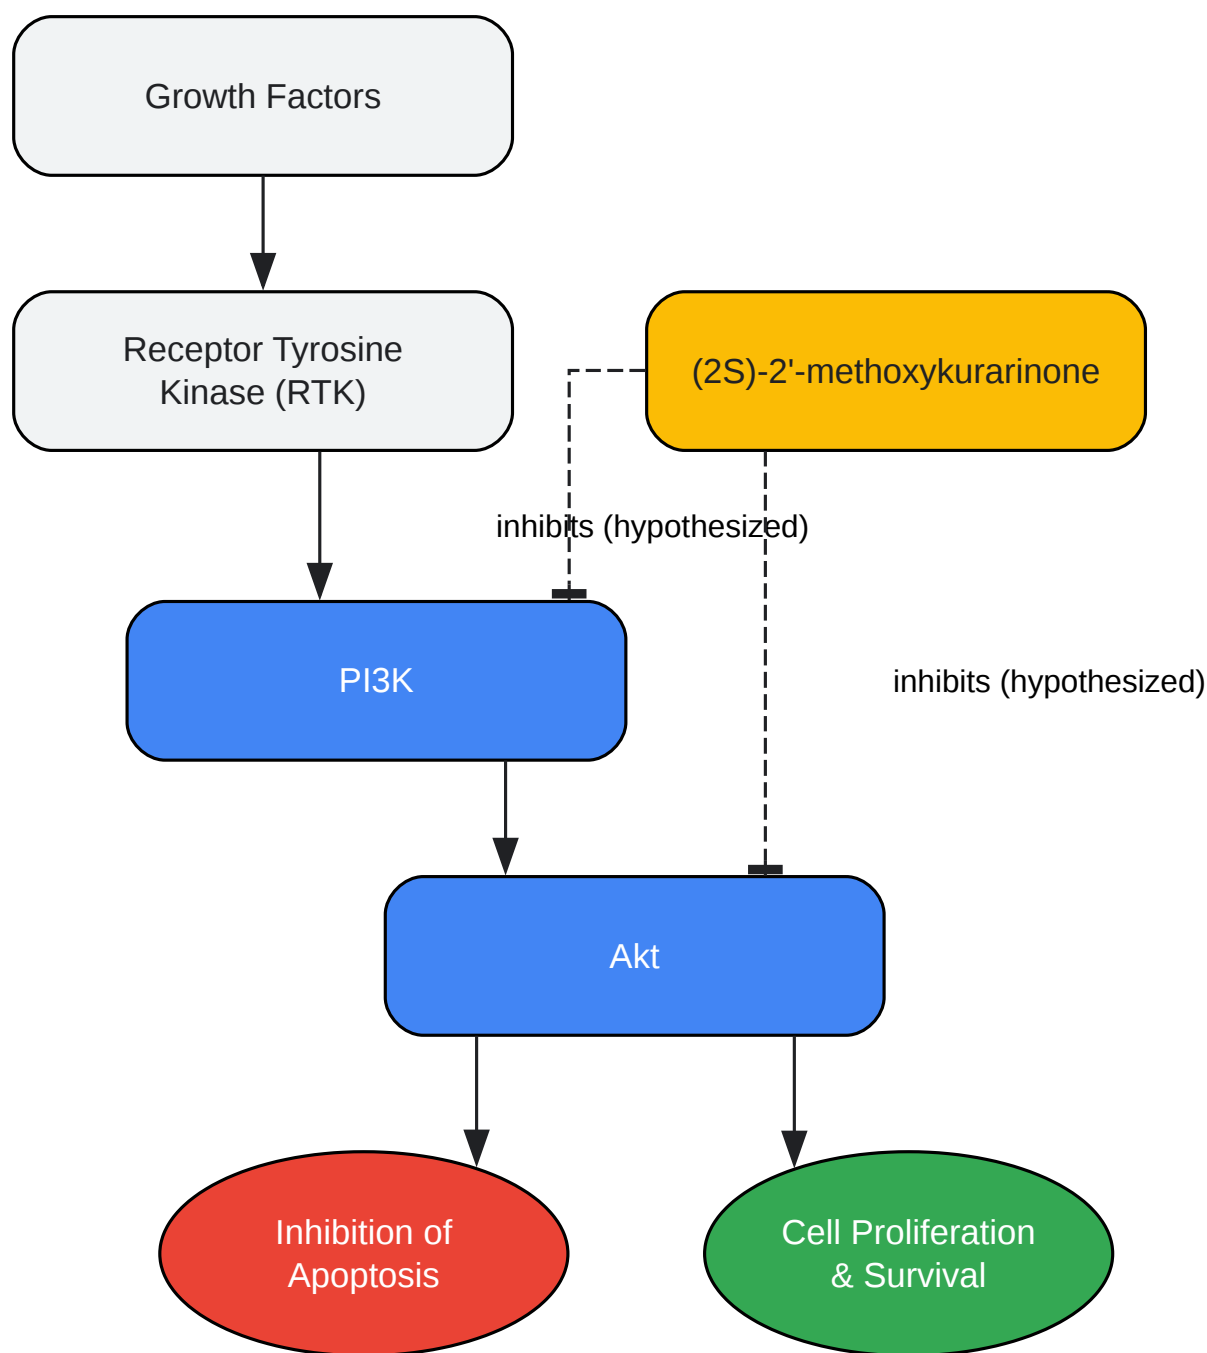 Growth Factors
Receptor Tyrosine
Kinase (RTK)
(2S)-2'-methoxykurarinone
inhibits (hypothesized)
PI3K
inhibits (hypothesized)
Akt
Inhibition of
Apoptosis
Cell Proliferation
& Survival